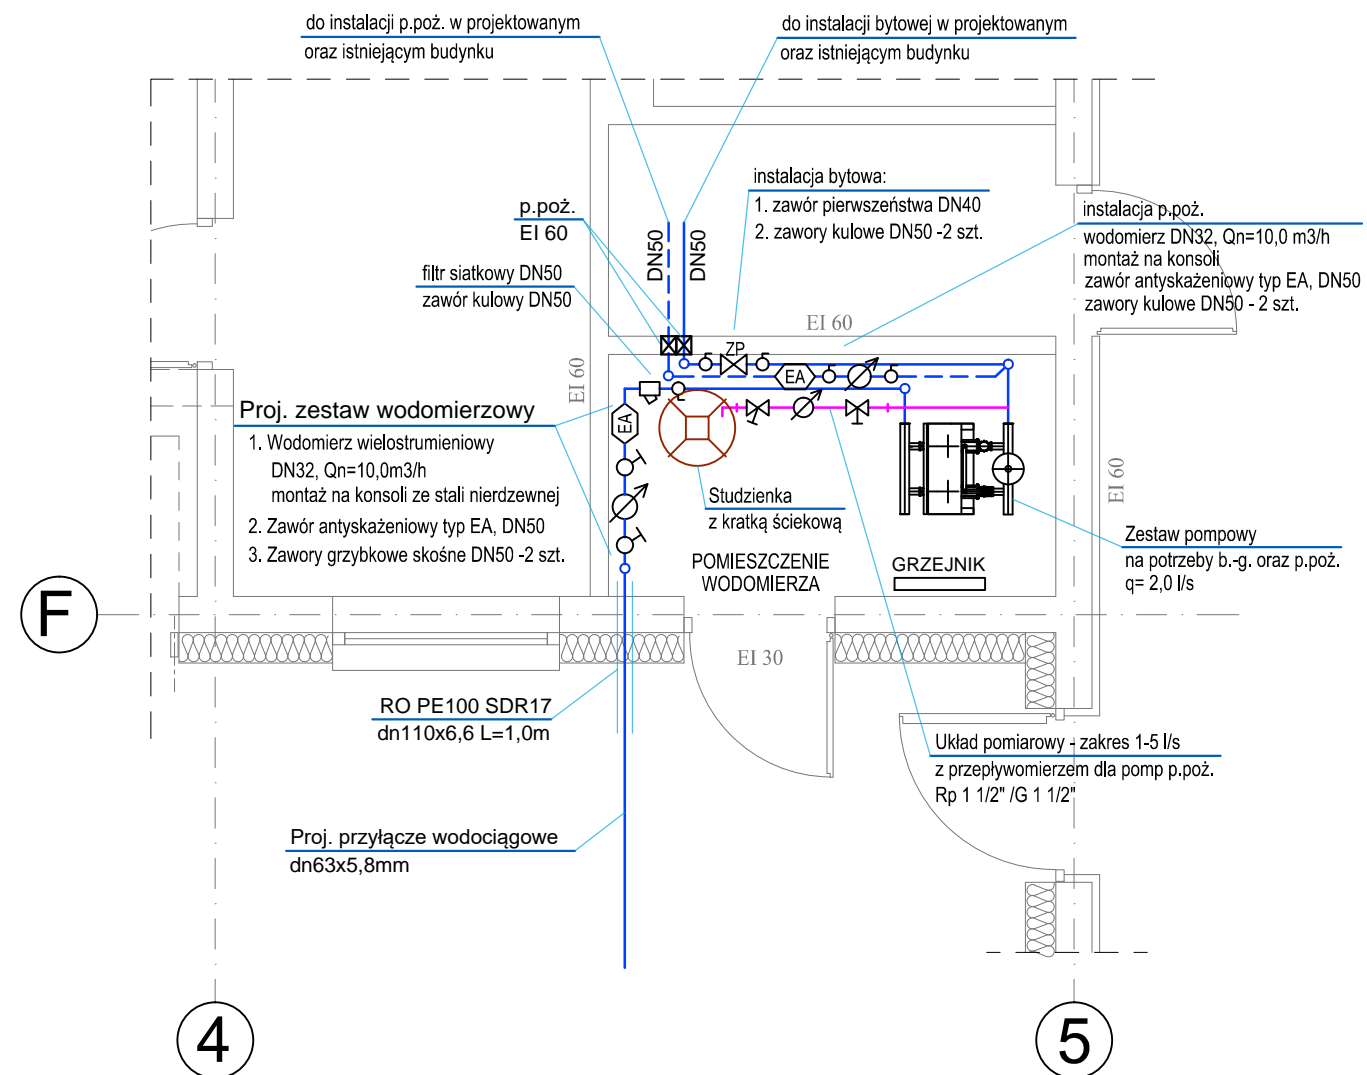 do instalacji p.poż. w projektowanym
oraz istniejącym budynku
do instalacji bytowej w projektowanym
oraz istniejącym budynku
instalacja bytowa:
1. zawór pierwszeństwa DN40
2. zawory kulowe DN50 -2 szt.
p.poż.
EI 60
DN50
DN50
instalacja p.poż.
wodomierz DN32, Qn=10,0 m3/h
montaż na konsoli
zawór antyskażeniowy typ EA, DN50
zawory kulowe DN50 - 2 szt.
filtr siatkowy DN50
zawór kulowy DN50
EI 60
ZP
EA
EI 60
EA
Proj. zestaw wodomierzowy
1. Wodomierz wielostrumieniowy
DN32, Qn=10,0m3/h
montaż na konsoli ze stali nierdzewnej
2. Zawór antyskażeniowy typ EA, DN50
3. Zawory grzybkowe skośne DN50 -2 szt.
Studzienka
z kratką ściekową
EI 60
POMIESZCZENIE
WODOMIERZA
GRZEJNIK
Zestaw pompowy
na potrzeby b.-g. oraz p.poż.
q= 2,0 l/s
F
EI 30
RO PE100 SDR17
dn110x6,6 L=1,0m
Układ pomiarowy - zakres 1-5 l/s
z przepływomierzem dla pomp p.poż.
Rp 1 1/2" /G 1 1/2"
Proj. przyłącze wodociągowe
dn63x5,8mm
4
5